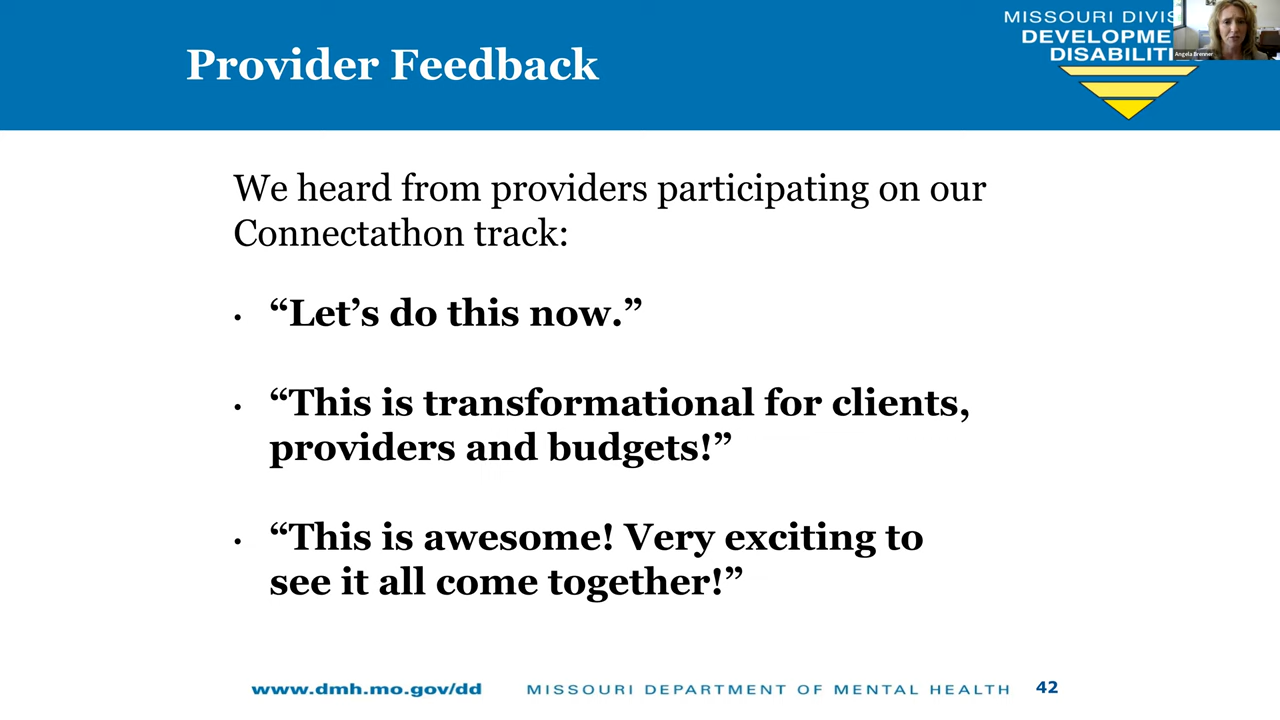 Provider Feedback
MISSOURI DIVIS
DEVELOPME
DISABILITI
Angela Brenner
We heard from providers participating on our
Connectathon track:
• “Let’s do this now.”
• “This is transformational for clients,
providers and budgets!”
• “This is awesome! Very exciting to
see it all come together!”
www.dmh.mo.gov/dd MISSOURI DEPARTMENT OF MENTAL HEALTH 42